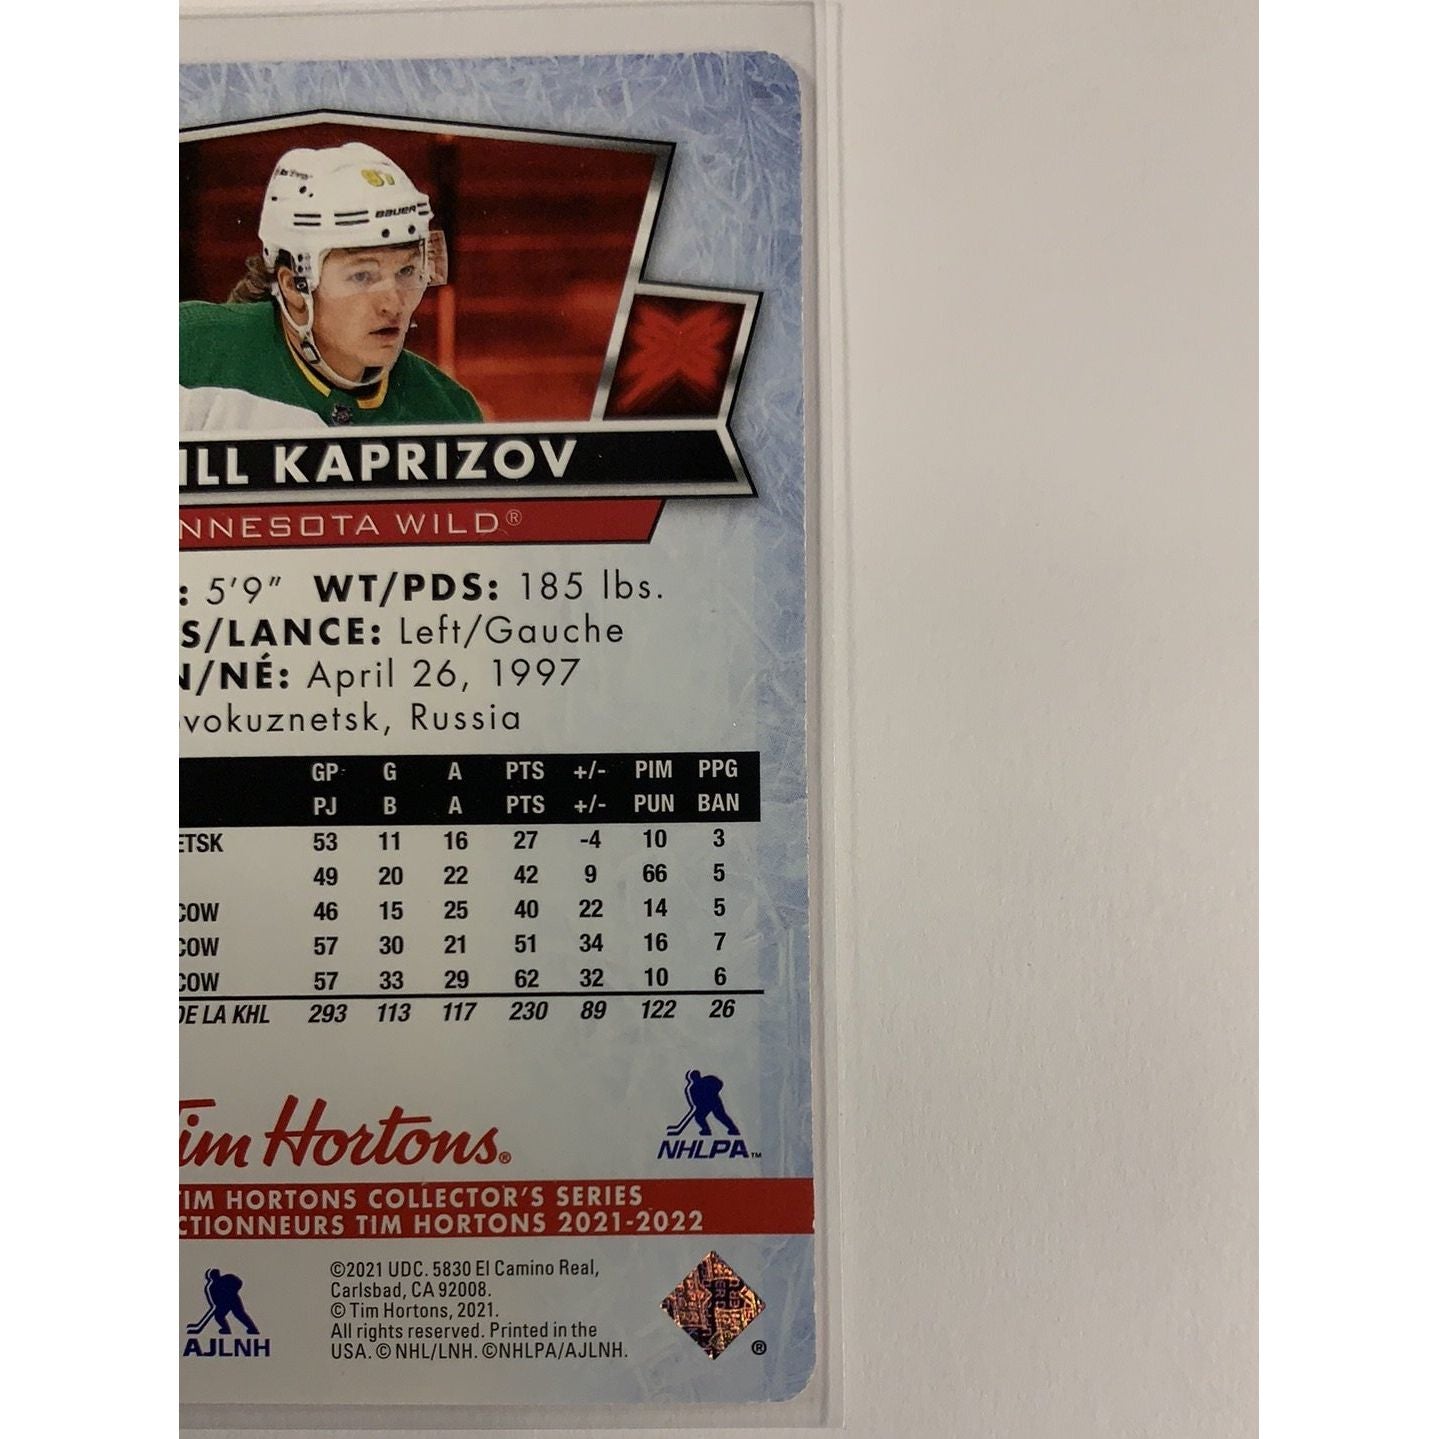 97
BAUER
ILL KAPRIZOV
NNESOTA WILD®
: 5'9" WT/PDS: 185 lbs.
S/LANCE: Left/Gauche
N/NÉ: April 26, 1997
vokuznetsk, Russia
GP G A PTS +/- PIM PPG
PJ B A PTS +/- PUN BAN
ETSK 53 11 16 27 -4 10 3
49 20 22 42 9 66 5
COW 46 15 25 40 22 14 5
COW 57 30 21 51 34 16 7
COW 57 33 29 62 32 10 6
DE LA KHL 293 113 117 230 89 122 26
Tim Hortons®
NHLPA™
TIM HORTONS COLLECTOR'S SERIES
CTIONNEURS TIM HORTONS 2021-2022
AJLNH
©2021 UDC. 5830 El Camino Real,
Carlsbad, CA 92008.
© Tim Hortons, 2021.
All rights reserved. Printed in the
USA. © NHL/LNH. ©NHLPA/AJLNH.
®